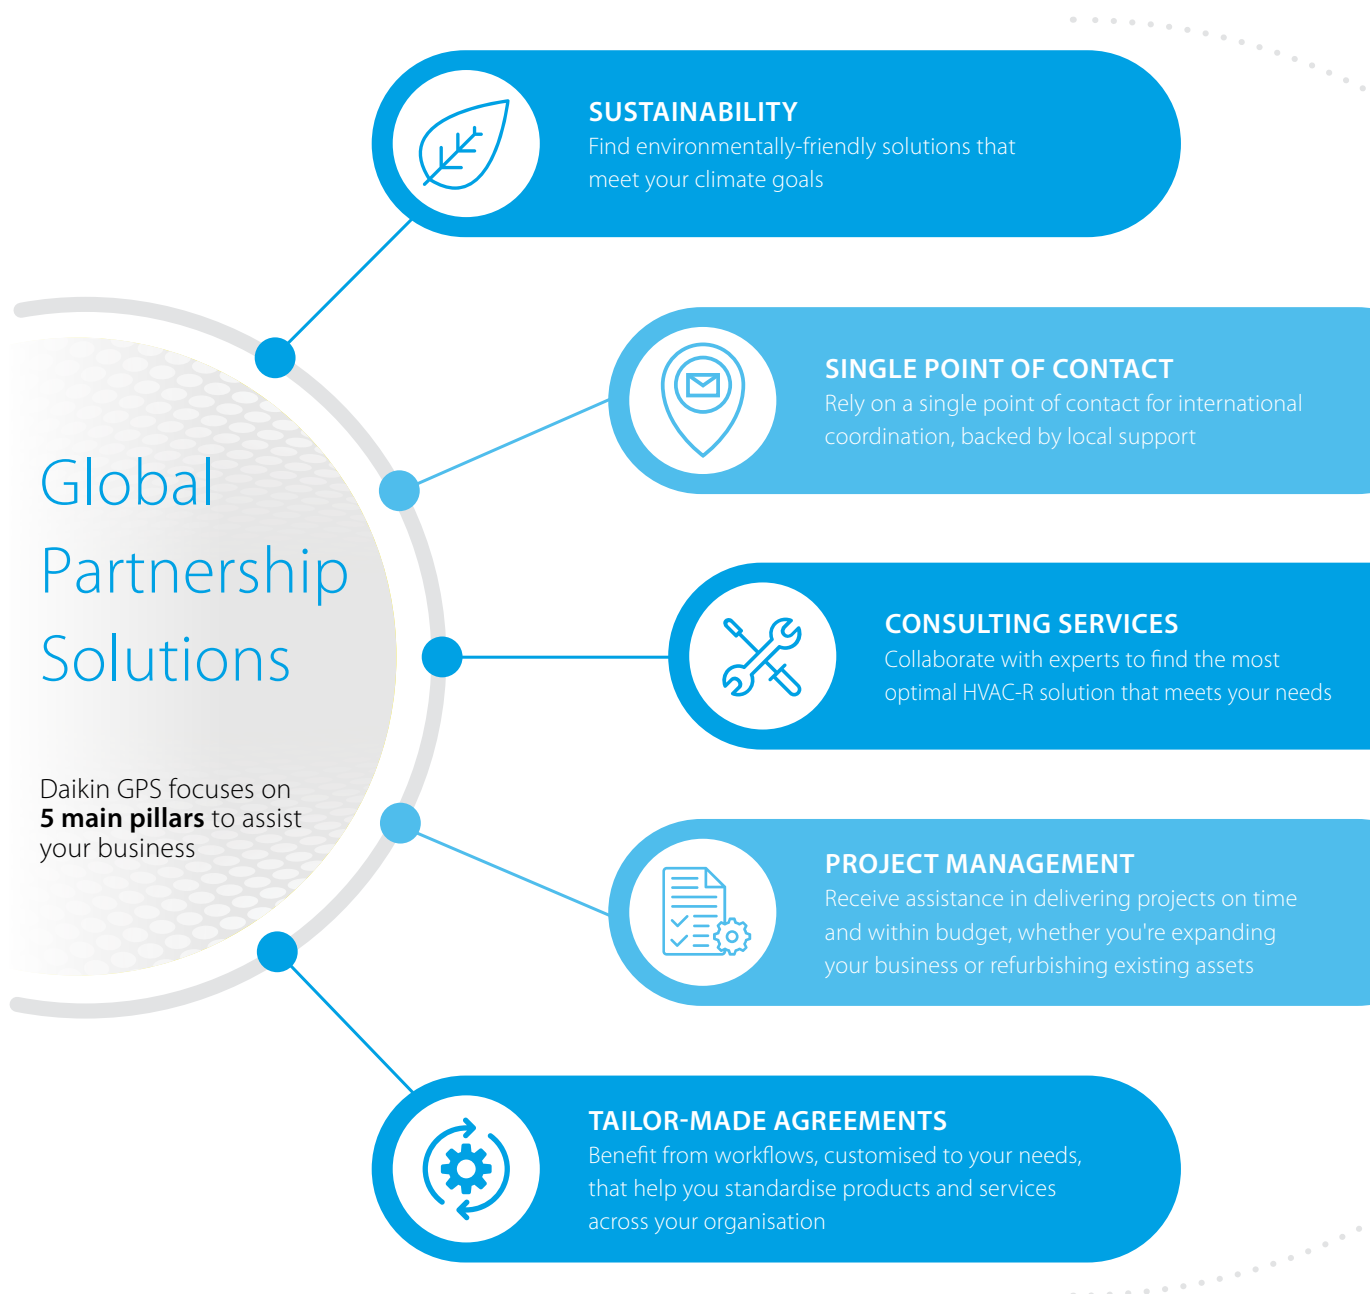 Global
Partnership
Solutions
Daikin GPS focuses on
5 main pillars to assist
your business
SUSTAINABILITY
Find environmentally-friendly solutions that
meet your climate goals
SINGLE POINT OF CONTACT
Rely on a single point of contact for international
coordination, backed by local support
CONSULTING SERVICES
Collaborate with experts to find the most
optimal HVAC-R solution that meets your needs
PROJECT MANAGEMENT
Receive assistance in delivering projects on time
and within budget, whether you're expanding
your business or refurbishing existing assets
TAILOR-MADE AGREEMENTS
Benefit from workflows, customised to your needs,
that help you standardise products and services
across your organisation